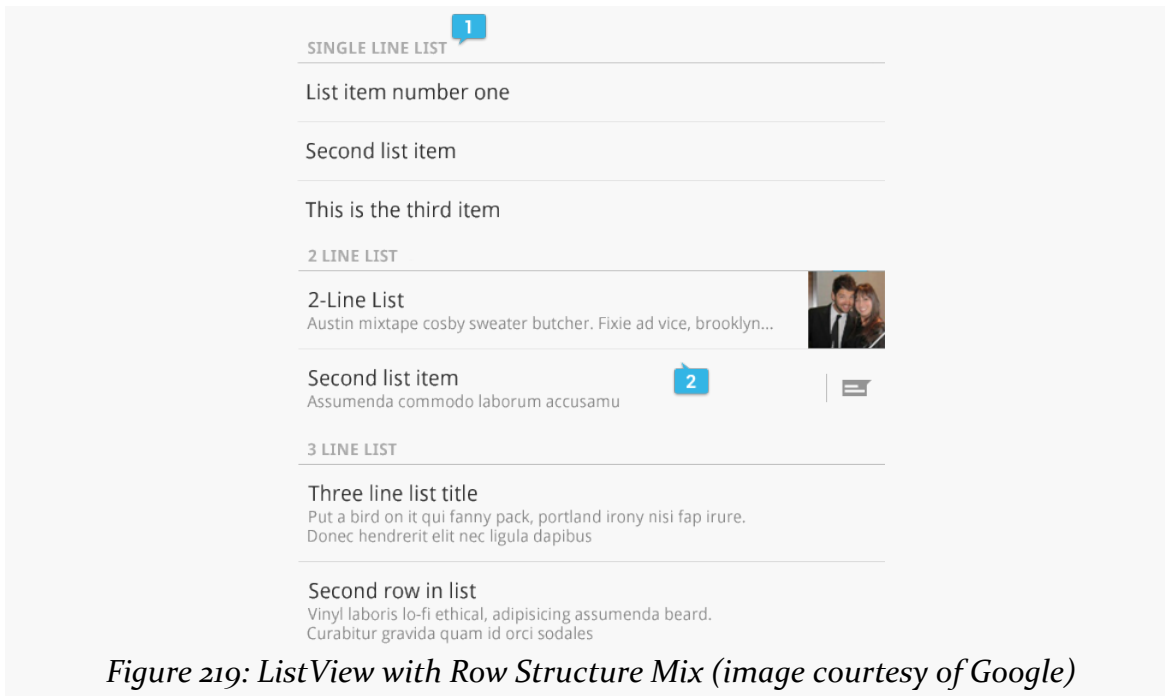 1
SINGLE LINE LIST
List item number one
Second list item
This is the third item
2 LINE LIST
2-Line List
Austin mixtape cosby sweater butcher. Fixie ad vice, brooklyn...
Second list item
2
Assumenda commodo laborum accusamu
3 LINE LIST
Three line list title
Put a bird on it qui fanny pack, portland irony nisi fap irure.
Donec hendrerit elit nec ligula dapibus
Second row in list
Vinyl laboris lo-fi ethical, adipisicing assumenda beard.
Curabitur gravida quam id orci sodales
Figure 219: ListView with Row Structure Mix (image courtesy of Google)